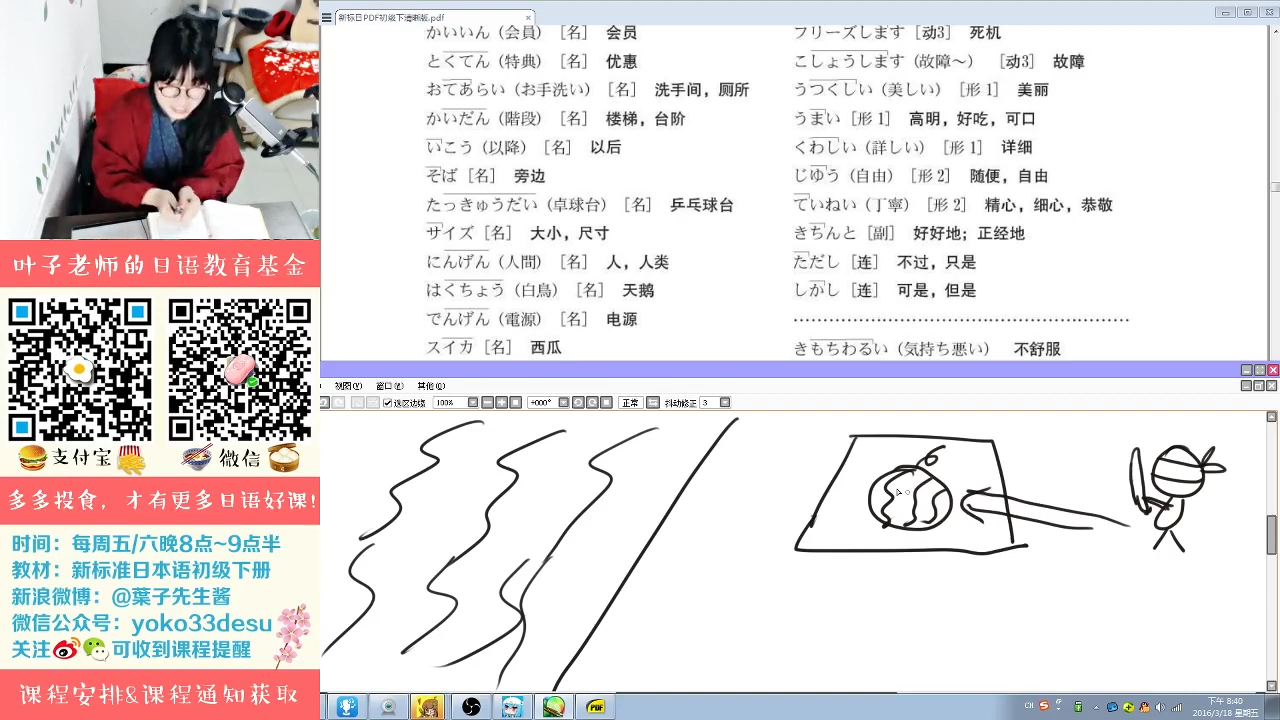 新标日PDF初级下清晰版.pdf
かいいん（会員）［名］ 会员
とくてん（特典）［名］ 优惠
おてあらい（お手洗い）［名］ 洗手间，厕所
かいだん（階段）［名］ 楼梯，台阶
いこう（以降）［名］ 以后
そば［名］ 旁边
たっきゅうだい（卓球台）［名］ 乒乓球台
サイズ［名］ 大小，尺寸
にんげん（人間）［名］ 人，人类
はくちょう（白鳥）［名］ 天鹅
でんげん（電源）［名］ 电源
スイカ［名］ 西瓜
フリーズします［动3］ 死机
こしょうします（故障～）［动3］ 故障
うつくしい（美しい）［形1］ 美丽
うまい［形1］ 高明，好吃，可口
くわしい（詳しい）［形1］ 详细
じゆう（自由）［形2］ 随便，自由
ていねい（丁寧）［形2］ 精心，细心，恭敬
きちんと［副］ 好好地；正经地
ただし［连］ 不过，只是
しかし［连］ 可是，但是
きもちわるい（気持ち悪い） 不舒服
叶子老师的日语教育基金
支付宝
微信
多多投食，才有更多日语好课!
时间：每周五/六晚8点~9点半
教材：新标准日本语初级下册
新浪微博：@葉子先生酱
微信公众号：yoko33desu
关注 可收到课程提醒
课程安排&课程通知获取
视图(V) 窗口(W) 其他(O)
选区边缘 100% +000° 正常 抖动修正 3
PDF
CH
下午 8:40
2016/3/18 星期五